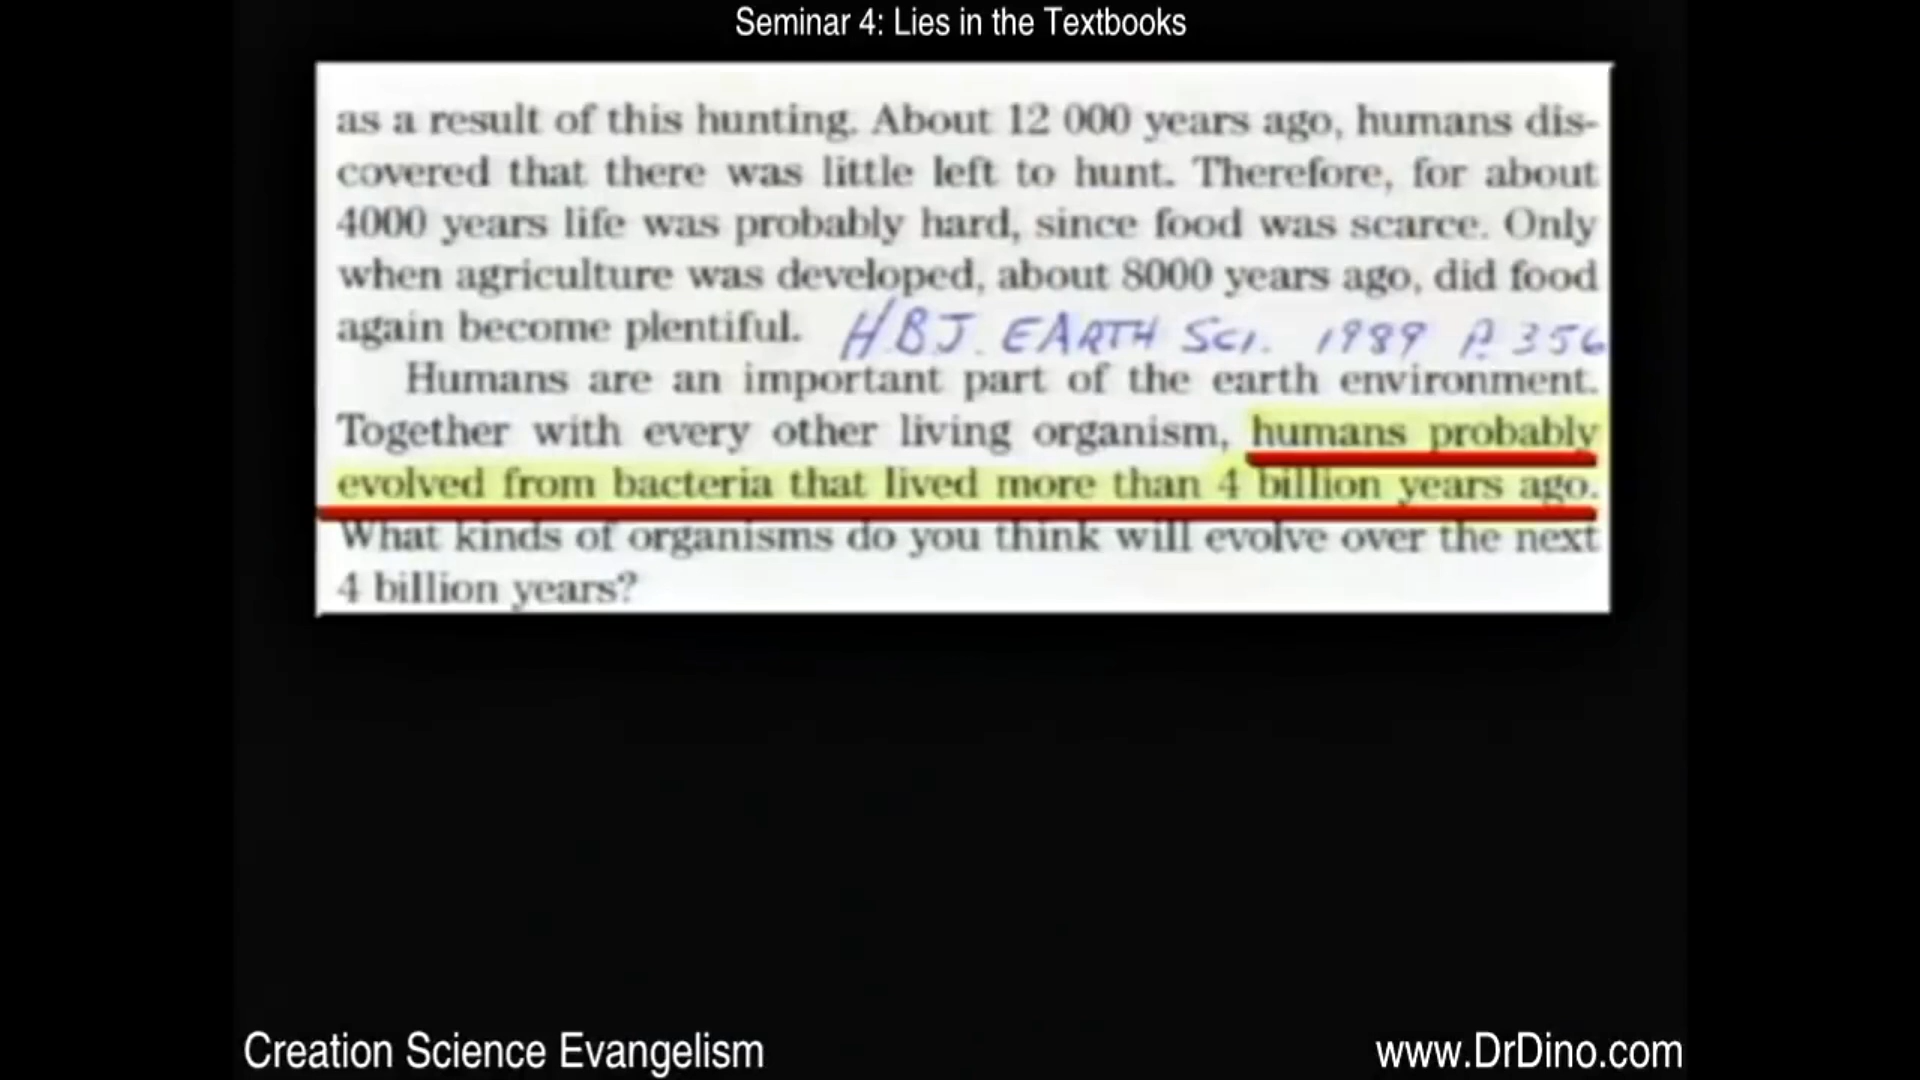 Seminar 4: Lies in the Textbooks
as a result of this hunting. About 12 000 years ago, humans dis-
covered that there was little left to hunt. Therefore, for about
4000 years life was probably hard, since food was scarce. Only
when agriculture was developed, about 8000 years ago, did food
again become plentiful. HBJ EARTH SCI. 1989 P. 356
Humans are an important part of the earth environment.
Together with every other living organism, humans probably
evolved from bacteria that lived more than 4 billion years ago.
What kinds of organisms do you think will evolve over the next
4 billion years?
Creation Science Evangelism
www.DrDino.com